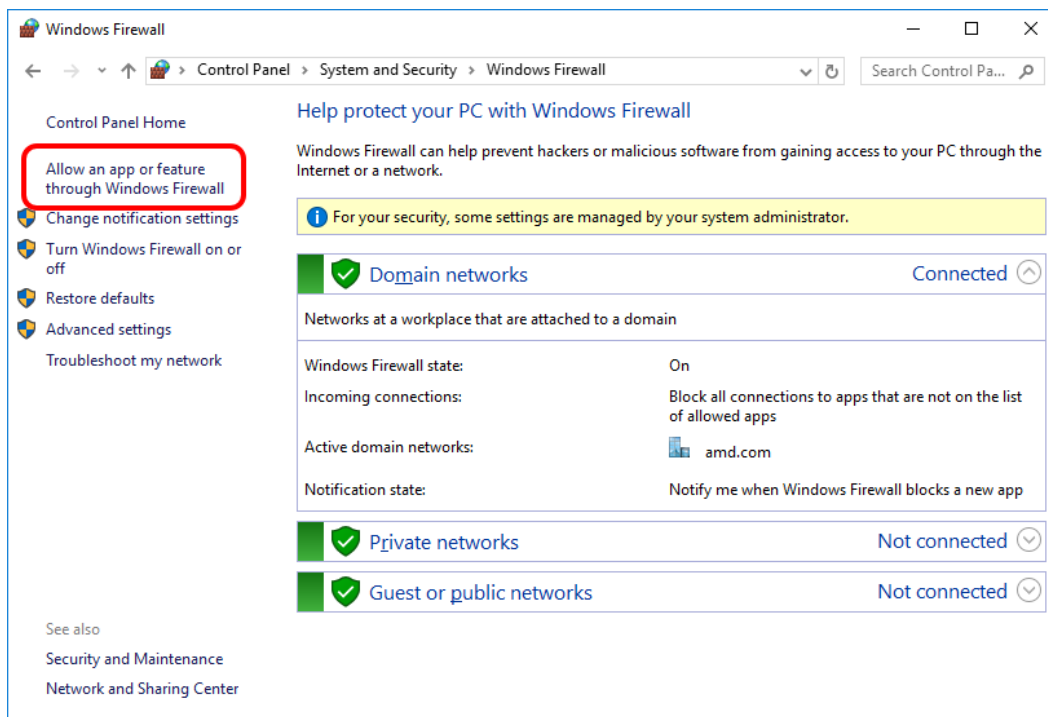 Windows Firewall
Control Panel > System and Security > Windows Firewall
Search Control Pa...
Control Panel Home
Allow an app or feature
through Windows Firewall
Change notification settings
Turn Windows Firewall on or
off
Restore defaults
Advanced settings
Troubleshoot my network
See also
Security and Maintenance
Network and Sharing Center
Help protect your PC with Windows Firewall
Windows Firewall can help prevent hackers or malicious software from gaining access to your PC through the
Internet or a network.
For your security, some settings are managed by your system administrator.
Domain networks Connected
Networks at a workplace that are attached to a domain
Windows Firewall state: On
Incoming connections: Block all connections to apps that are not on the list
of allowed apps
Active domain networks: amd.com
Notification state: Notify me when Windows Firewall blocks a new app
Private networks Not connected
Guest or public networks Not connected